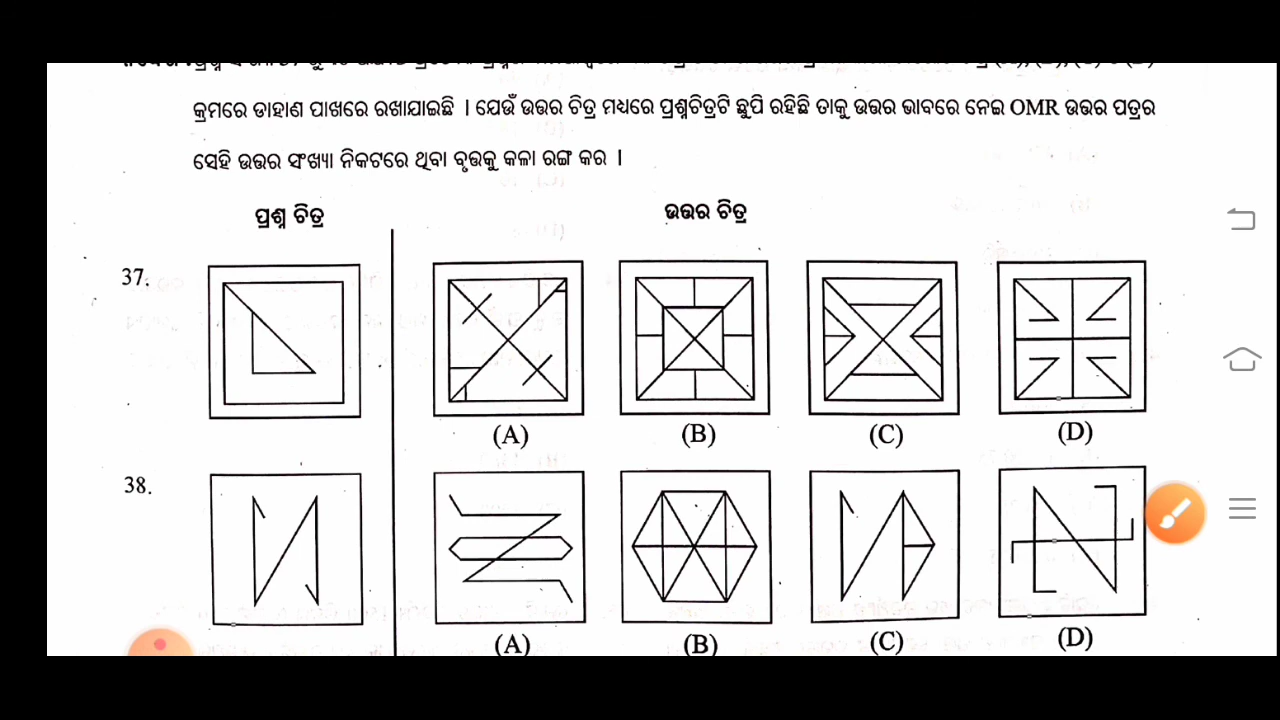 କ୍ରମରେ ଡାହାଣ ପାଖରେ ରଖାଯାଇଛି । ଯେଉଁ ଉତ୍ତର ଚିତ୍ର ମଧ୍ୟରେ ପ୍ରଶ୍ନଚିତ୍ରଟି ଛୁପି ରହିଛି ତାକୁ ଉତ୍ତର ଭାବରେ ନେଇ OMR ଉତ୍ତର ପତ୍ରର
ସେହି ଉତ୍ତର ସଂଖ୍ୟା ନିକଟରେ ଥିବା ବୃତ୍ତକୁ କଳା ରଙ୍ଗ କର ।
ପ୍ରଶ୍ନ ଚିତ୍ର ଉତ୍ତର ଚିତ୍ର
37.
(A) (B) (C) (D)
38.
(A) (B) (C) (D)